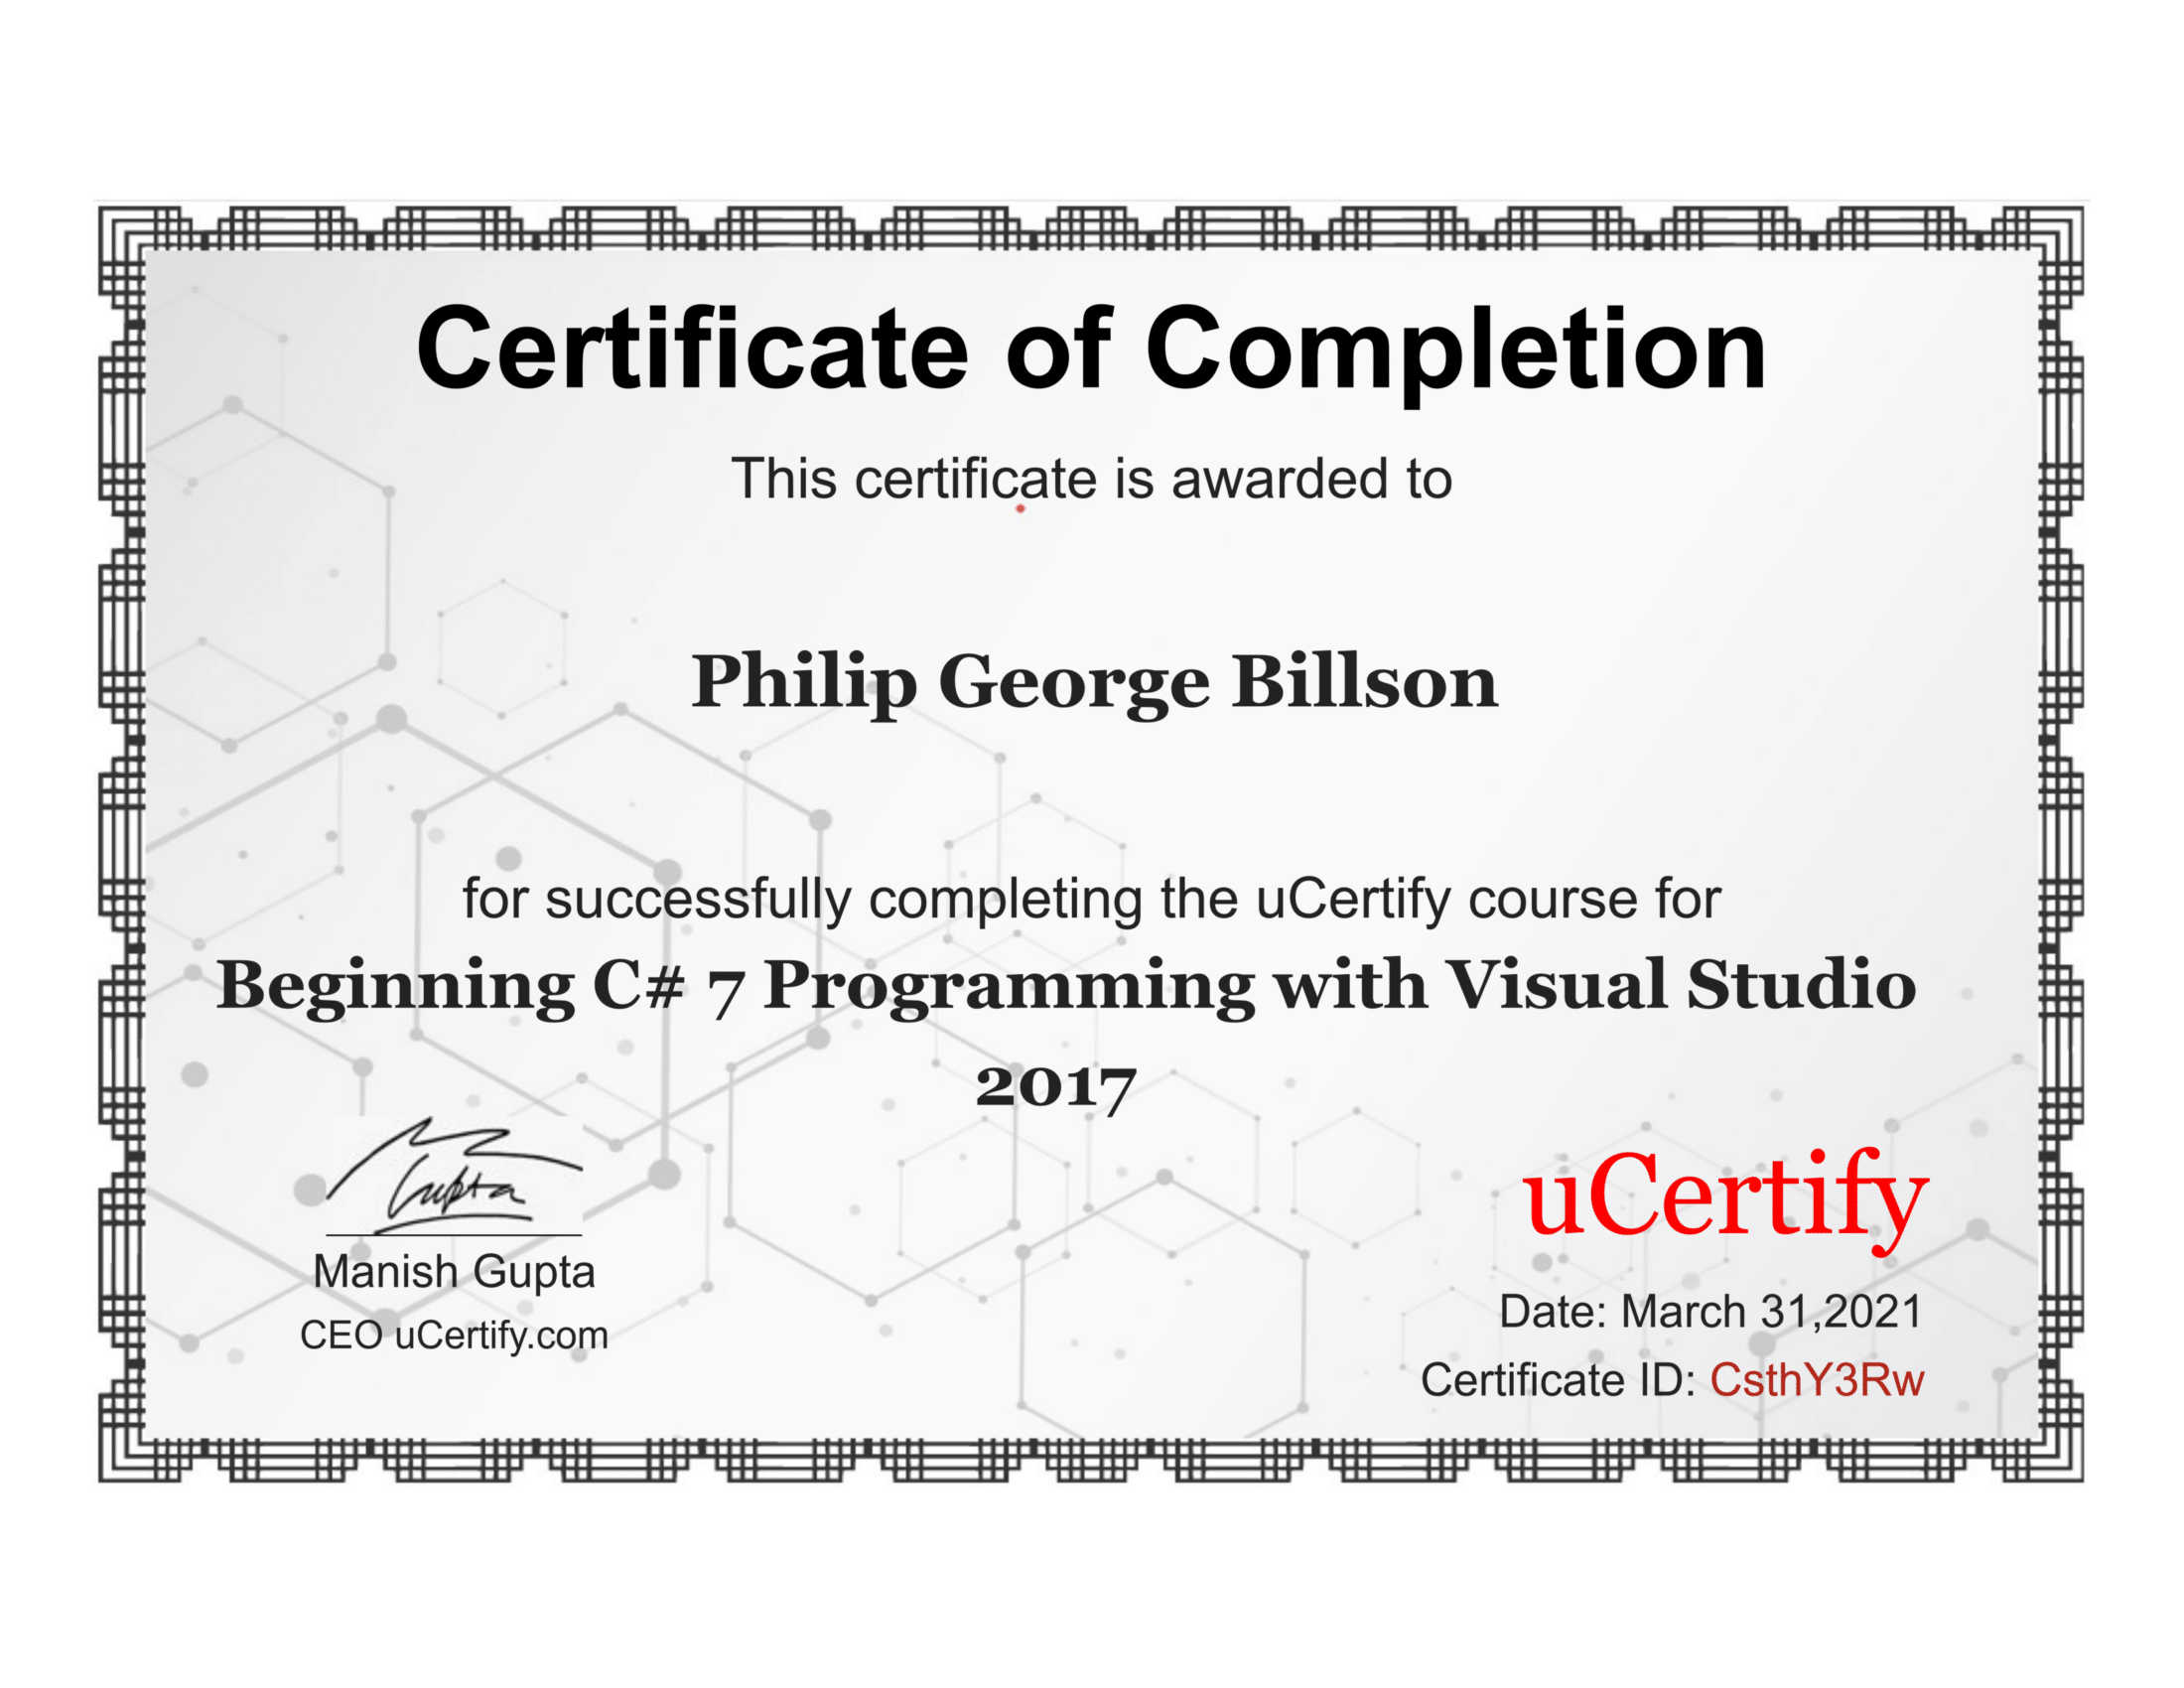 Certificate of Completion
This certificate is awarded to
Philip George Billson
for successfully completing the uCertify course for
Beginning C# 7 Programming with Visual Studio
2017
Gupta
Manish Gupta
CEO uCertify.com
uCertify
Date: March 31,2021
Certificate ID: CsthY3Rw